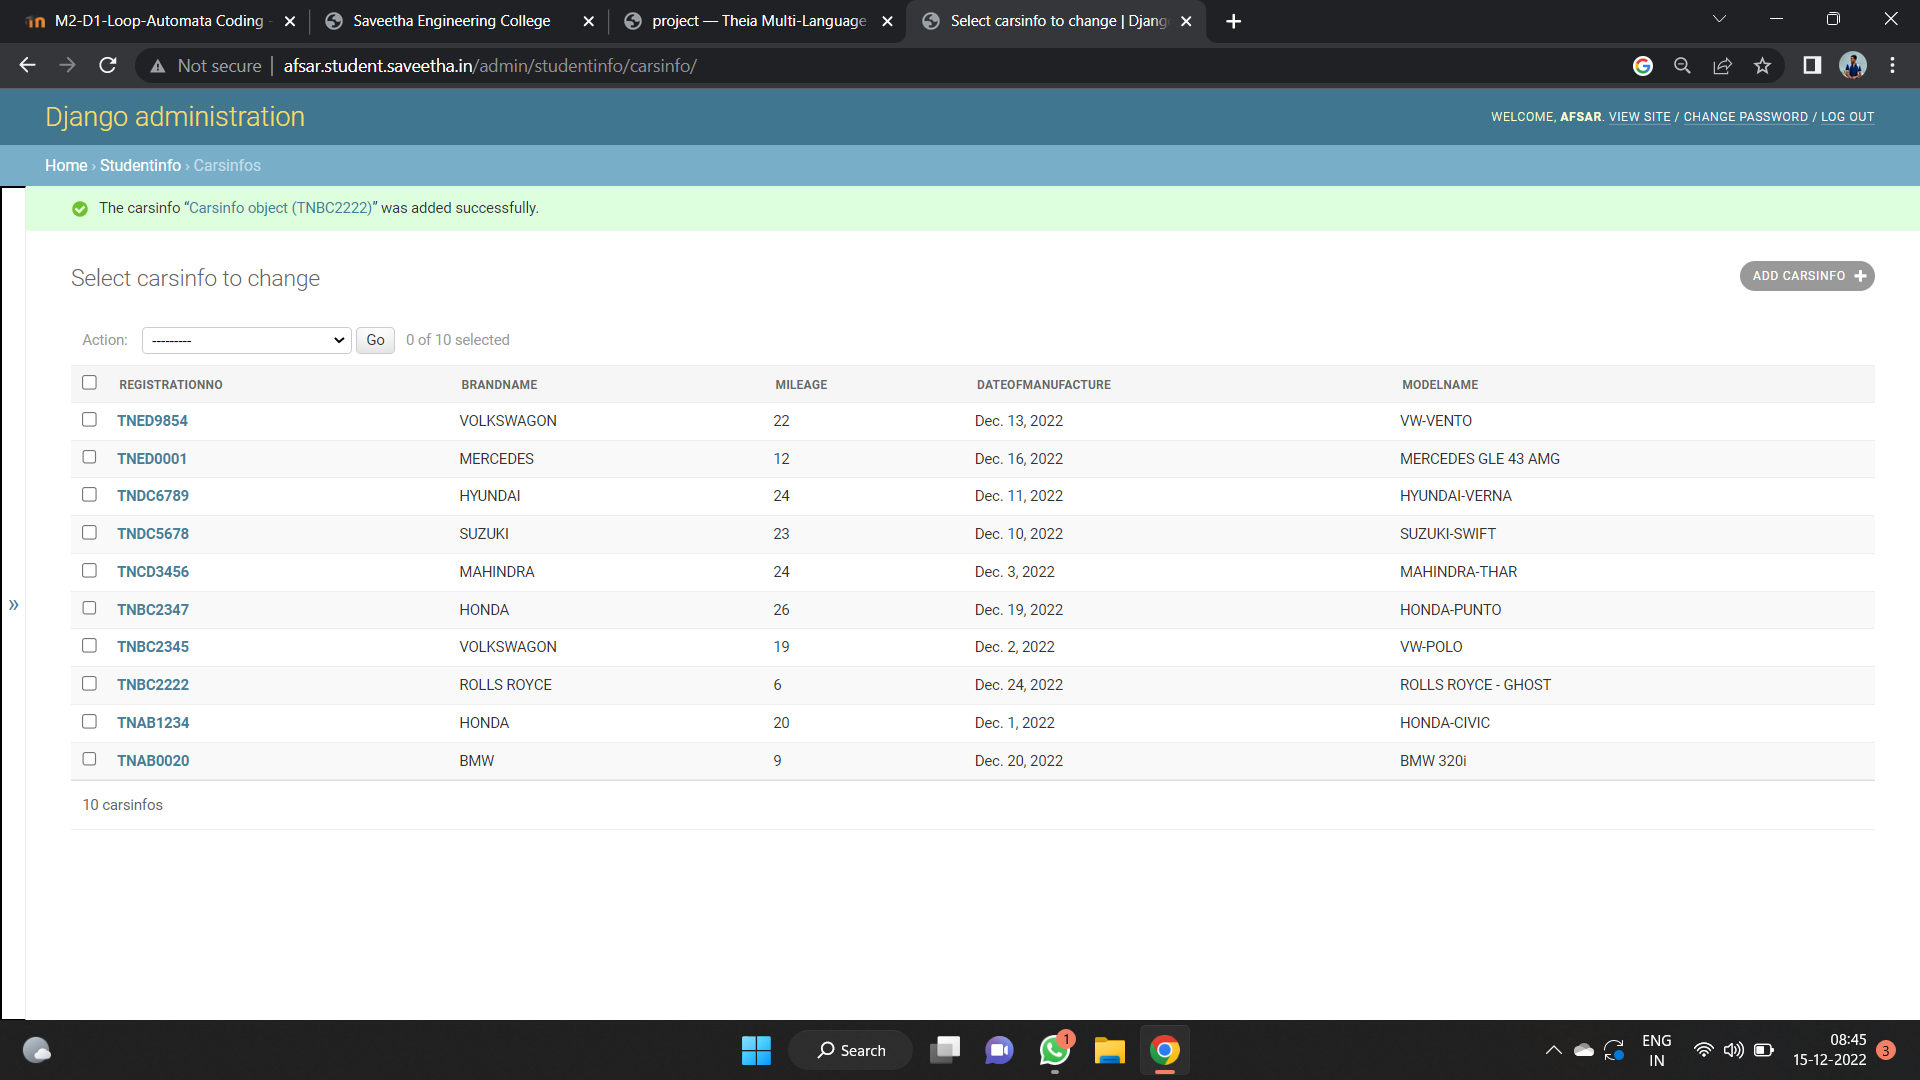 M2-D1-Loop-Automata Coding
Saveetha Engineering College
project — Theia Multi-Language
Select carsinfo to change | Djang
Not secure
afsar.student.saveetha.in/admin/studentinfo/carsinfo/
Django administration
WELCOME, AFSAR. VIEW SITE / CHANGE PASSWORD / LOG OUT
Home › Studentinfo › Carsinfos
The carsinfo “Carsinfo object (TNBC2222)” was added successfully.
Select carsinfo to change
ADD CARSINFO +
Action: --------- Go 0 of 10 selected
REGISTRATIONNO BRANDNAME MILEAGE DATEOFMANUFACTURE MODELNAME
TNED9854 VOLKSWAGON 22 Dec. 13, 2022 VW-VENTO
TNED0001 MERCEDES 12 Dec. 16, 2022 MERCEDES GLE 43 AMG
TNDC6789 HYUNDAI 24 Dec. 11, 2022 HYUNDAI-VERNA
TNDC5678 SUZUKI 23 Dec. 10, 2022 SUZUKI-SWIFT
TNCD3456 MAHINDRA 24 Dec. 3, 2022 MAHINDRA-THAR
TNBC2347 HONDA 26 Dec. 19, 2022 HONDA-PUNTO
TNBC2345 VOLKSWAGON 19 Dec. 2, 2022 VW-POLO
TNBC2222 ROLLS ROYCE 6 Dec. 24, 2022 ROLLS ROYCE - GHOST
TNAB1234 HONDA 20 Dec. 1, 2022 HONDA-CIVIC
TNAB0020 BMW 9 Dec. 20, 2022 BMW 320i
»
10 carsinfos
Search
1
ENG
IN
08:45
15-12-2022
3